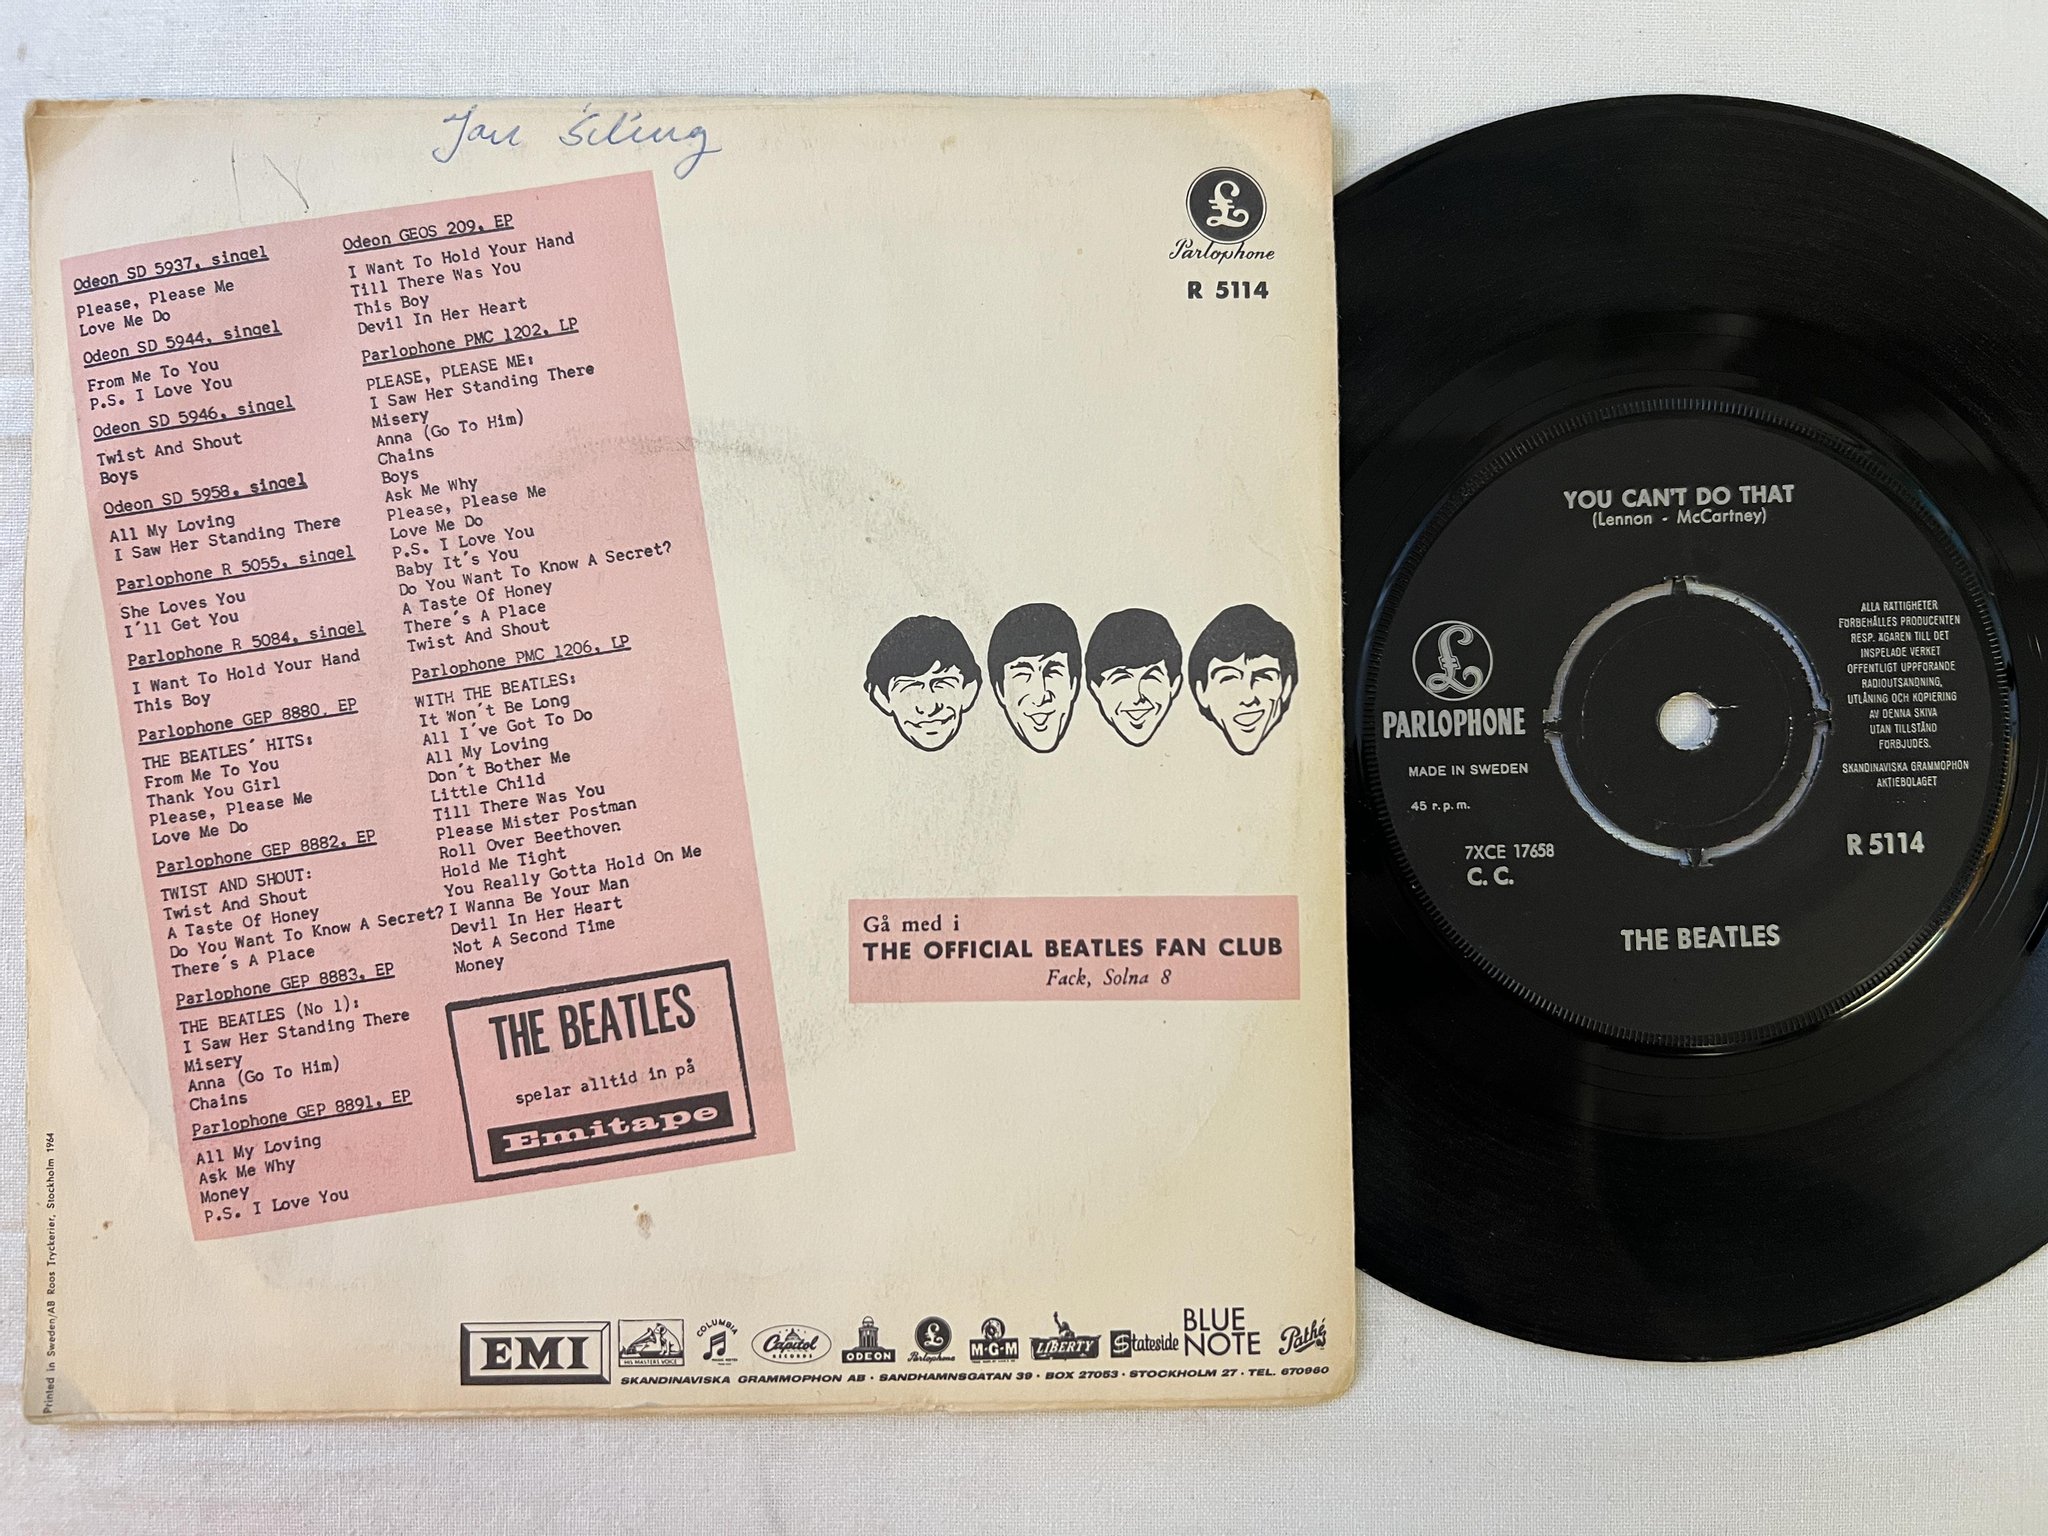 Jan Siling
Odeon SD 5937, singel
Please, Please Me
Love Me Do
Odeon SD 5944, singel
From Me To You
P.S. I Love You
Odeon SD 5946, singel
Twist And Shout
Boys
Odeon SD 5958, singel
All My Loving
I Saw Her Standing There
Parlophone R 5055, singel
She Loves You
I'll Get You
Parlophone R 5084, singel
I Want To Hold Your Hand
This Boy
Parlophone GEP 8880, EP
THE BEATLES' HITS:
From Me To You
Thank You Girl
Please, Please Me
Love Me Do
Parlophone GEP 8882, EP
TWIST AND SHOUT:
Twist And Shout
A Taste Of Honey
Do You Want To Know A Secret?
There's A Place
Parlophone GEP 8883, EP
THE BEATLES (No 1):
I Saw Her Standing There
Misery
Anna (Go To Him)
Chains
Parlophone GEP 8891, EP
All My Loving
Ask Me Why
Money
P.S. I Love You
Odeon GEOS 209, EP
I Want To Hold Your Hand
Till There Was You
This Boy
Devil In Her Heart
Parlophone PMC 1202, LP
PLEASE, PLEASE ME:
I Saw Her Standing There
Misery
Anna (Go To Him)
Chains
Boys
Ask Me Why
Please, Please Me
Love Me Do
P.S. I Love You
Baby It's You
Do You Want To Know A Secret?
A Taste Of Honey
There's A Place
Twist And Shout
Parlophone PMC 1206, LP
WITH THE BEATLES:
It Won't Be Long
All I've Got To Do
All My Loving
Don't Bother Me
Little Child
Till There Was You
Please Mister Postman
Roll Over Beethoven
Hold Me Tight
You Really Gotta Hold On Me
I Wanna Be Your Man
Devil In Her Heart
Not A Second Time
Money
THE BEATLES
spelar alltid in på
Emitape
£
Parlophone
R 5114
Gå med i
THE OFFICIAL BEATLES FAN CLUB
Fack, Solna 8
Printed in Sweden/AB Roos Tryckerier, Stockholm 1964
EMI
HIS MASTERS VOICE
COLUMBIA
Capitol
RECORDS
ODEON
£
Parlophone
M-G-M
LIBERTY
Stateside
BLUE
NOTE
Pathé
SKANDINAVISKA GRAMMOPHON AB · SANDHAMNSGATAN 39 · BOX 27053 · STOCKHOLM 27 · TEL. 670960
YOU CAN'T DO THAT
(Lennon - McCartney)
£
PARLOPHONE
MADE IN SWEDEN
45 r.p.m.
7XCE 17658
C. C.
ALLA RÄTTIGHETER
FÖRBEHÅLLES PRODUCENTEN
RESP. ÄGAREN TILL DET
INSPELADE VERKET
OFFENTLIGT UPPFÖRANDE
RADIOUTSÄNDNING,
UTLÅNING OCH KOPIERING
AV DENNA SKIVA
UTAN TILLSTÅND
FÖRBJUDES.
SKANDINAVISKA GRAMMOPHON
AKTIEBOLAGET
R 5114
THE BEATLES